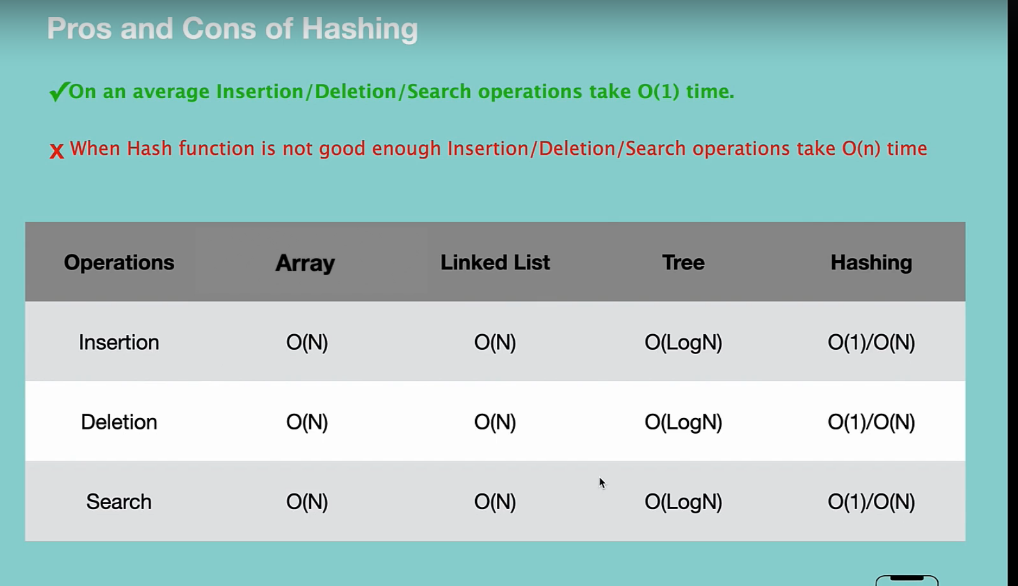 Pros and Cons of Hashing
✓On an average Insertion/Deletion/Search operations take O(1) time.
X When Hash function is not good enough Insertion/Deletion/Search operations take O(n) time
Operations Array Linked List Tree Hashing
Insertion O(N) O(N) O(LogN) O(1)/O(N)
Deletion O(N) O(N) O(LogN) O(1)/O(N)
Search O(N) O(N) O(LogN) O(1)/O(N)